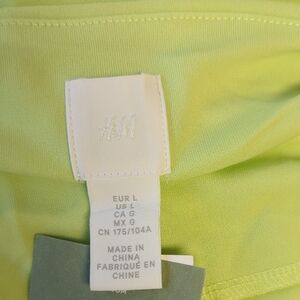 H&M
EUR L
US L
CA G
MX G
CN 175/104A
MADE IN
CHINA
FABRIQUÉ EN
CHINE